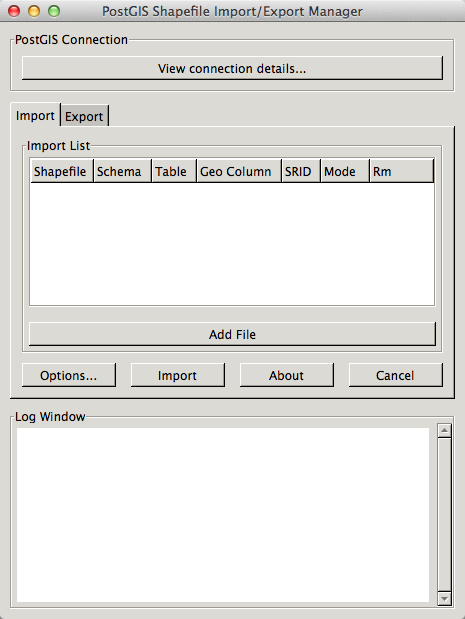 PostGIS Shapefile Import/Export Manager
PostGIS Connection
View connection details...
Import Export
Import List
Shapefile Schema Table Geo Column SRID Mode Rm
Add File
Options... Import About Cancel
Log Window